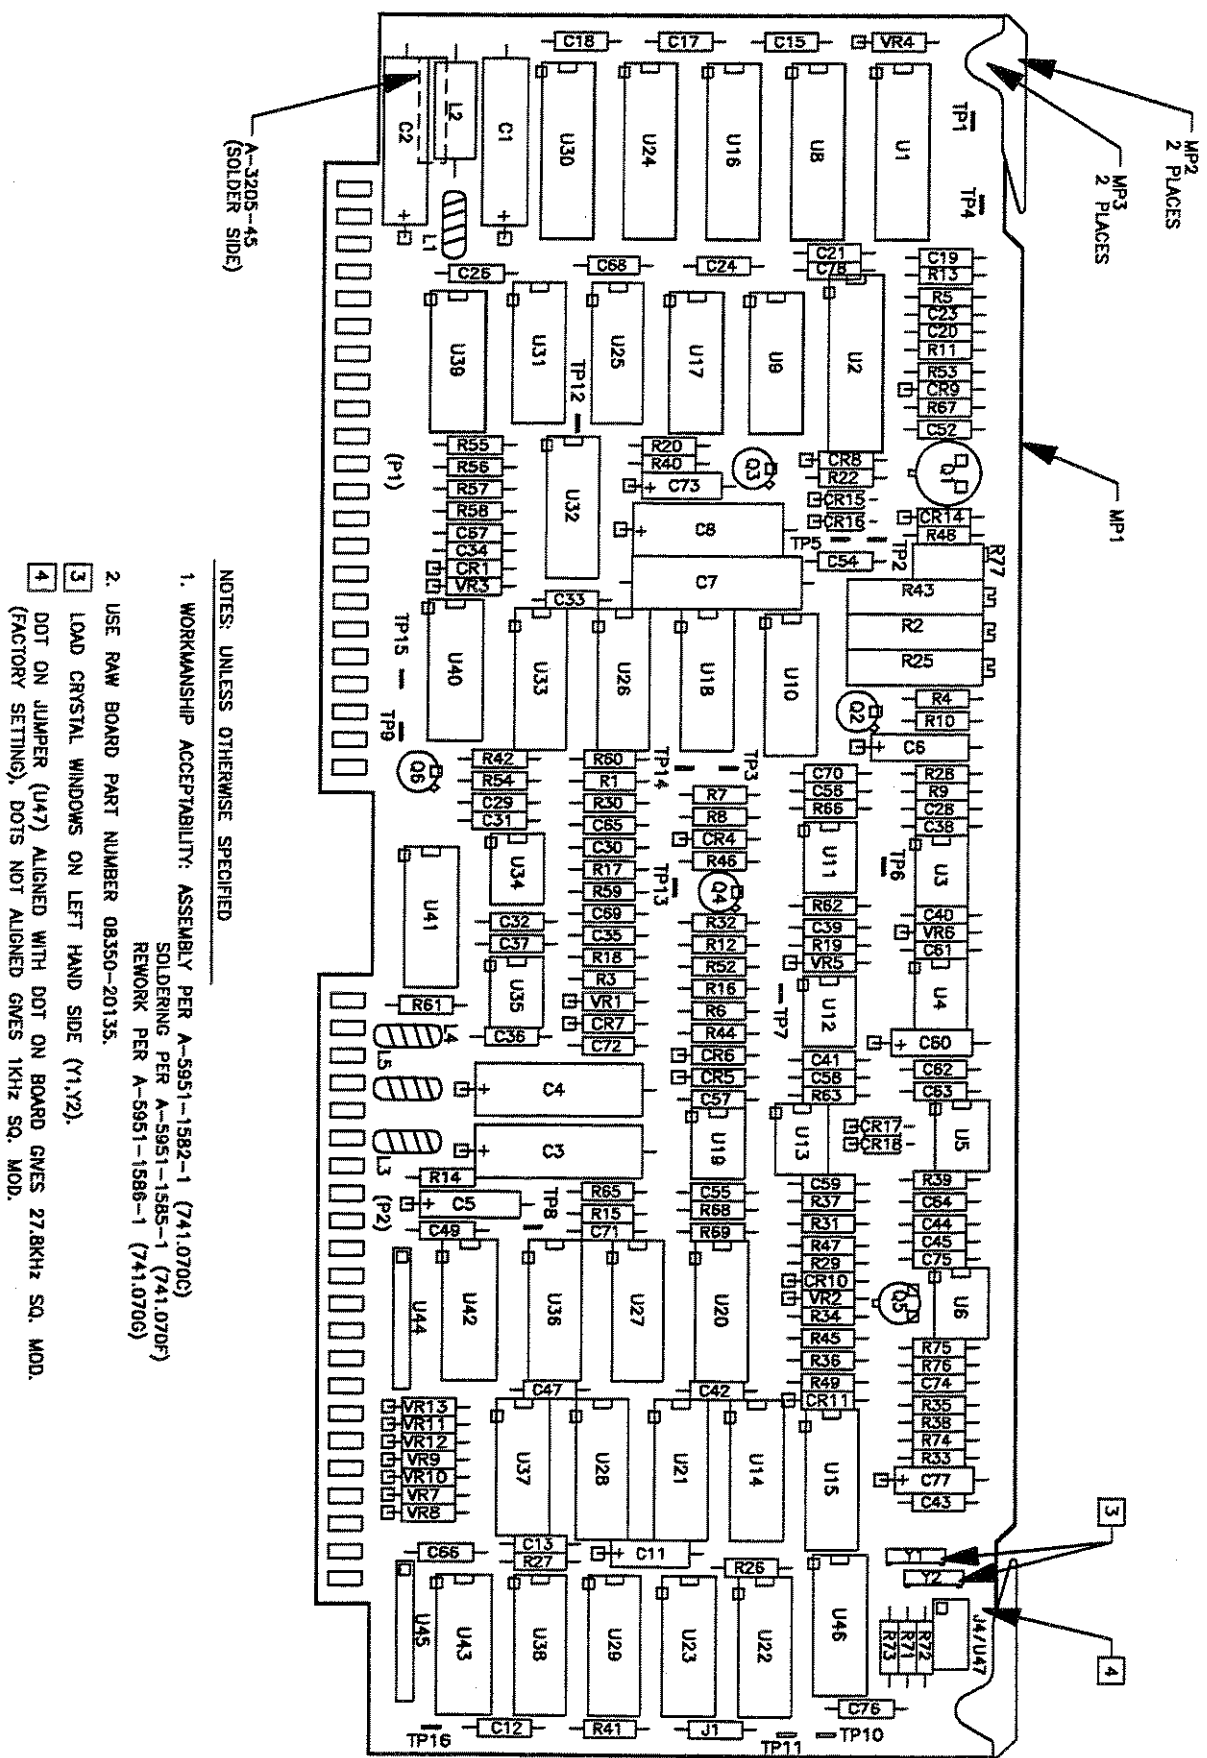 MP2
2 PLACES
MP3
2 PLACES
MP1
3
4
A-3205-45
(SOLDER SIDE)
C18
C17
C15
VR4
TP1
TP4
C2
L2
C1
L1
U30
U24
U16
U8
U1
C26
C68
C24
C21
C78
C19
R13
R5
C23
C20
R11
R53
CR9
R67
C52
U39
U31
U25
U17
U9
U2
TP12
(P1)
R55
R56
R57
R58
C67
C34
CR1
VR3
U32
R20
R40
C73
Q3
CR8
R22
CR15
CR16
Q1
CR14
R48
C8
C7
TP5
TP2
C54
R77
R43
R2
R25
C33
U40
U33
U26
U18
U10
TP15
TP9
Q2
R4
R10
C6
Q6
R42
R54
C29
C31
R60
R1
R30
C65
C30
R17
R59
C69
C35
R18
R3
VR1
CR7
C72
TP14
TP3
R7
R8
CR4
R46
TP13
Q4
R32
R12
R52
R16
R6
R44
CR6
CR5
C57
C70
C56
R66
U11
TP6
R62
C39
R19
VR5
U12
TP7
C41
C58
R63
R28
R9
C28
C38
U3
C40
VR6
C61
U4
C60
C62
C63
U41
U34
C32
C37
U35
R61
C36
L4
L5
L3
C4
C3
R14
(P2)
C5
TP8
C49
R65
R15
C71
U19
C55
R68
R69
U13
CR17
CR18
U5
C59
R37
R31
R47
R29
CR10
VR2
R34
R45
R36
R49
CR11
R39
C64
C44
C45
C75
U6
Q5
R75
R76
C74
R35
R38
R74
R33
C77
C43
U44
U42
U36
U27
U20
C47
C42
VR13
VR11
VR12
VR9
VR10
VR7
VR8
U37
U28
U21
U14
U15
C66
C13
R27
C11
R26
Y1
Y2
J4/U47
R73
R71
R72
U45
U43
U38
U29
U23
U22
U46
C76
TP16
C12
R41
J1
TP11
TP10
NOTES: UNLESS OTHERWISE SPECIFIED
1. WORKMANSHIP ACCEPTABILITY: ASSEMBLY PER A-5951-1582-1 (741.070C)
SOLDERING PER A-5951-1585-1 (741.070F)
REWORK PER A-5951-1586-1 (741.070G)
2. USE RAW BOARD PART NUMBER 08350-20135.
3 LOAD CRYSTAL WINDOWS ON LEFT HAND SIDE (Y1,Y2).
4 DOT ON JUMPER (U47) ALIGNED WITH DOT ON BOARD GIVES 27.8KHz SQ. MOD.
(FACTORY SETTING), DOTS NOT ALIGNED GIVES 1KHz SQ. MOD.